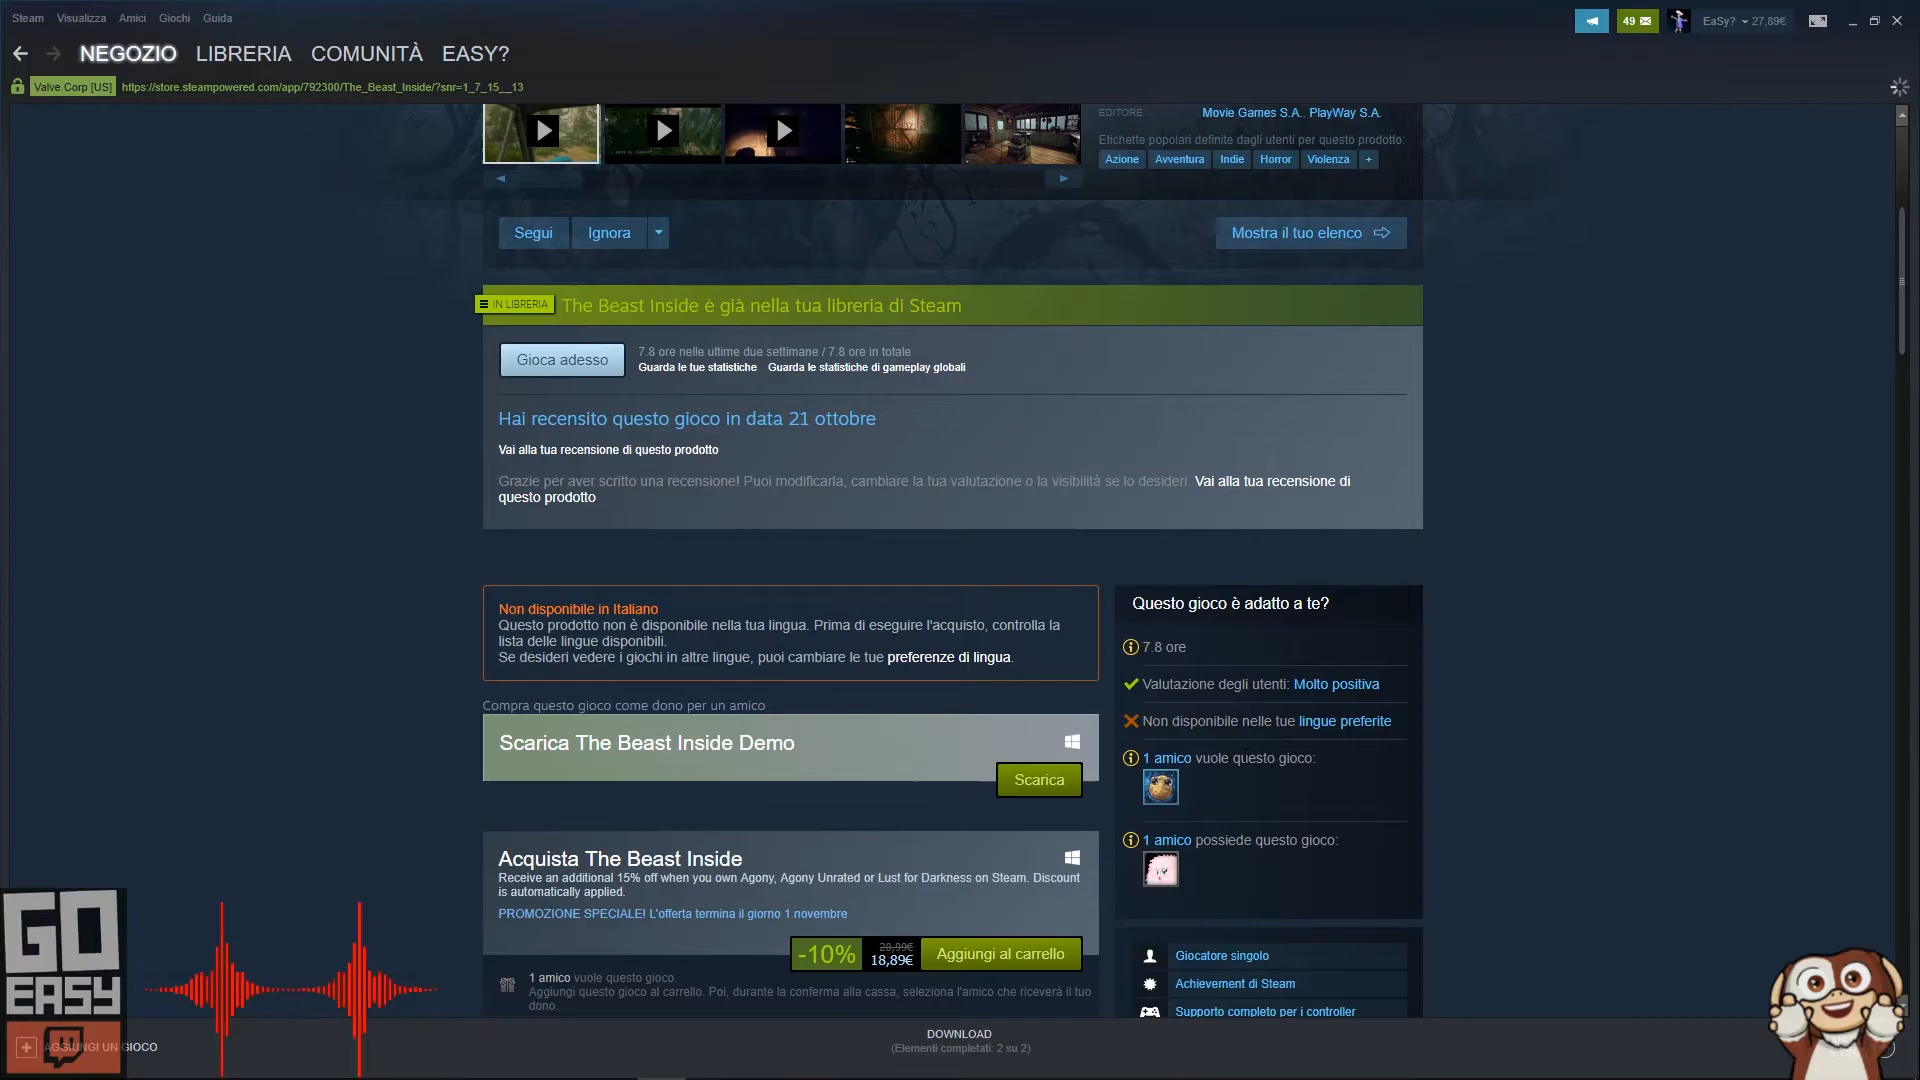 Steam Visualizza Amici Giochi Guida
49 EaSy? 27,89€
NEGOZIO LIBRERIA COMUNITÀ EASY?
Valve Corp [US] https://store.steampowered.com/app/792300/The_Beast_Inside/?snr=1_7_15__13
EDITORE: Movie Games S.A., PlayWay S.A.
Etichette popolari definite dagli utenti per questo prodotto:
Azione Avventura Indie Horror Violenza +
Segui Ignora
Mostra il tuo elenco
IN LIBRERIA The Beast Inside è già nella tua libreria di Steam
Gioca adesso
7.8 ore nelle ultime due settimane / 7.8 ore in totale
Guarda le tue statistiche Guarda le statistiche di gameplay globali
Hai recensito questo gioco in data 21 ottobre
Vai alla tua recensione di questo prodotto
Grazie per aver scritto una recensione! Puoi modificarla, cambiare la tua valutazione o la visibilità se lo desideri. Vai alla tua recensione di
questo prodotto
Non disponibile in Italiano
Questo prodotto non è disponibile nella tua lingua. Prima di eseguire l'acquisto, controlla la
lista delle lingue disponibili.
Se desideri vedere i giochi in altre lingue, puoi cambiare le tue preferenze di lingua.
Compra questo gioco come dono per un amico
Scarica The Beast Inside Demo
Scarica
Acquista The Beast Inside
Receive an additional 15% off when you own Agony, Agony Unrated or Lust for Darkness on Steam. Discount
is automatically applied.
PROMOZIONE SPECIALE! L'offerta termina il giorno 1 novembre
-10% 20,99€ 18,89€ Aggiungi al carrello
1 amico vuole questo gioco.
Aggiungi questo gioco al carrello. Poi, durante la conferma alla cassa, seleziona l'amico che riceverà il tuo
dono.
Questo gioco è adatto a te?
7.8 ore
Valutazione degli utenti: Molto positiva
Non disponibile nelle tue lingue preferite
1 amico vuole questo gioco:
1 amico possiede questo gioco:
Giocatore singolo
Achievement di Steam
Supporto completo per i controller
GO
EASY
AGGIUNGI UN GIOCO
DOWNLOAD
(Elementi completati: 2 su 2)